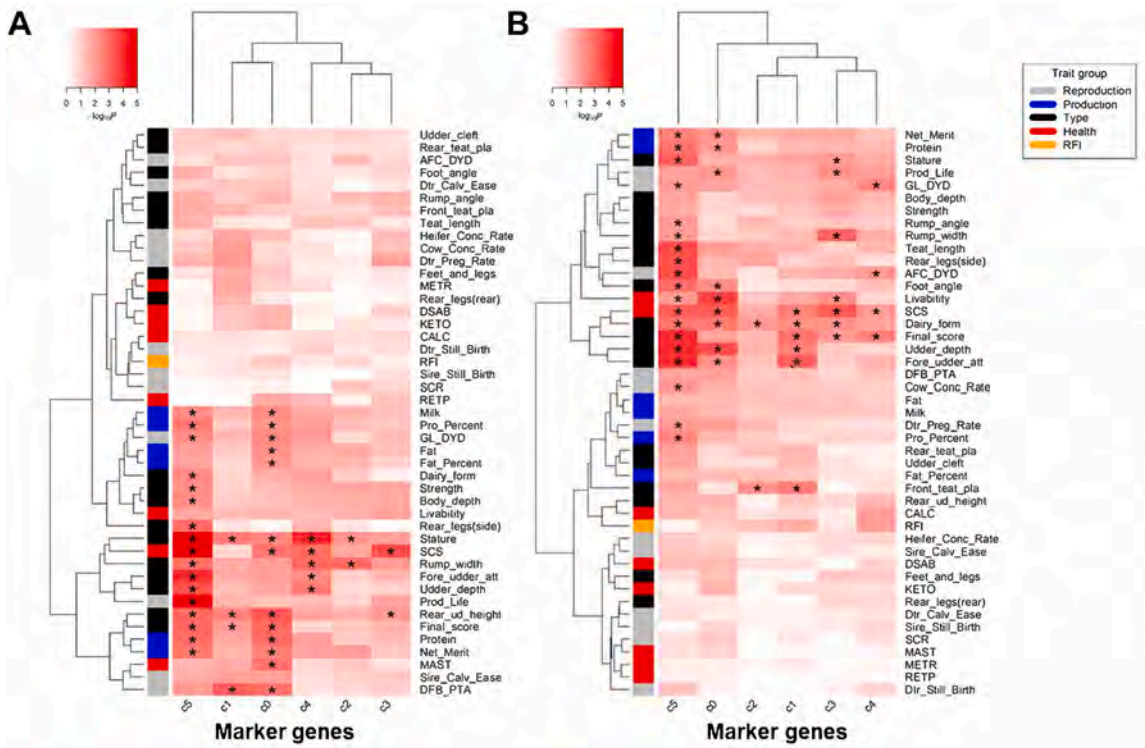 A
0 1 2 3 4 5
-log₁₀P
Udder_cleft
Rear_teat_pla
AFC_DYD
Foot_angle
Dtr_Calv_Ease
Rump_angle
Front_teat_pla
Teat_length
Heifer_Conc_Rate
Cow_Conc_Rate
Dtr_Preg_Rate
Feet_and_legs
METR
Rear_legs(rear)
DSAB
KETO
CALC
Dtr_Still_Birth
RFI
Sire_Still_Birth
SCR
RETP
Milk
Pro_Percent
GL_DYD
Fat
Fat_Percent
Dairy_form
Strength
Body_depth
Livability
Rear_legs(side)
Stature
SCS
Rump_width
Fore_udder_att
Udder_depth
Prod_Life
Rear_ud_height
Final_score
Protein
Net_Merit
MAST
Sire_Calv_Ease
DFB_PTA
c5 c1 c0 c4 c2 c3
Marker genes
B
0 1 2 3 4 5
-log₁₀P
Net_Merit
Protein
Stature
Prod_Life
GL_DYD
Body_depth
Strength
Rump_angle
Rump_width
Teat_length
Rear_legs(side)
AFC_DYD
Foot_angle
Livability
SCS
Dairy_form
Final_score
Udder_depth
Fore_udder_att
DFB_PTA
Cow_Conc_Rate
Fat
Milk
Dtr_Preg_Rate
Pro_Percent
Rear_teat_pla
Udder_cleft
Fat_Percent
Front_teat_pla
Rear_ud_height
CALC
RFI
Heifer_Conc_Rate
Sire_Calv_Ease
DSAB
Feet_and_legs
KETO
Rear_legs(rear)
Dtr_Calv_Ease
Sire_Still_Birth
SCR
MAST
METR
RETP
Dtr_Still_Birth
c0 c2 c1 c3 c4
Marker genes
Trait group
Reproduction
Production
Type
Health
RFI